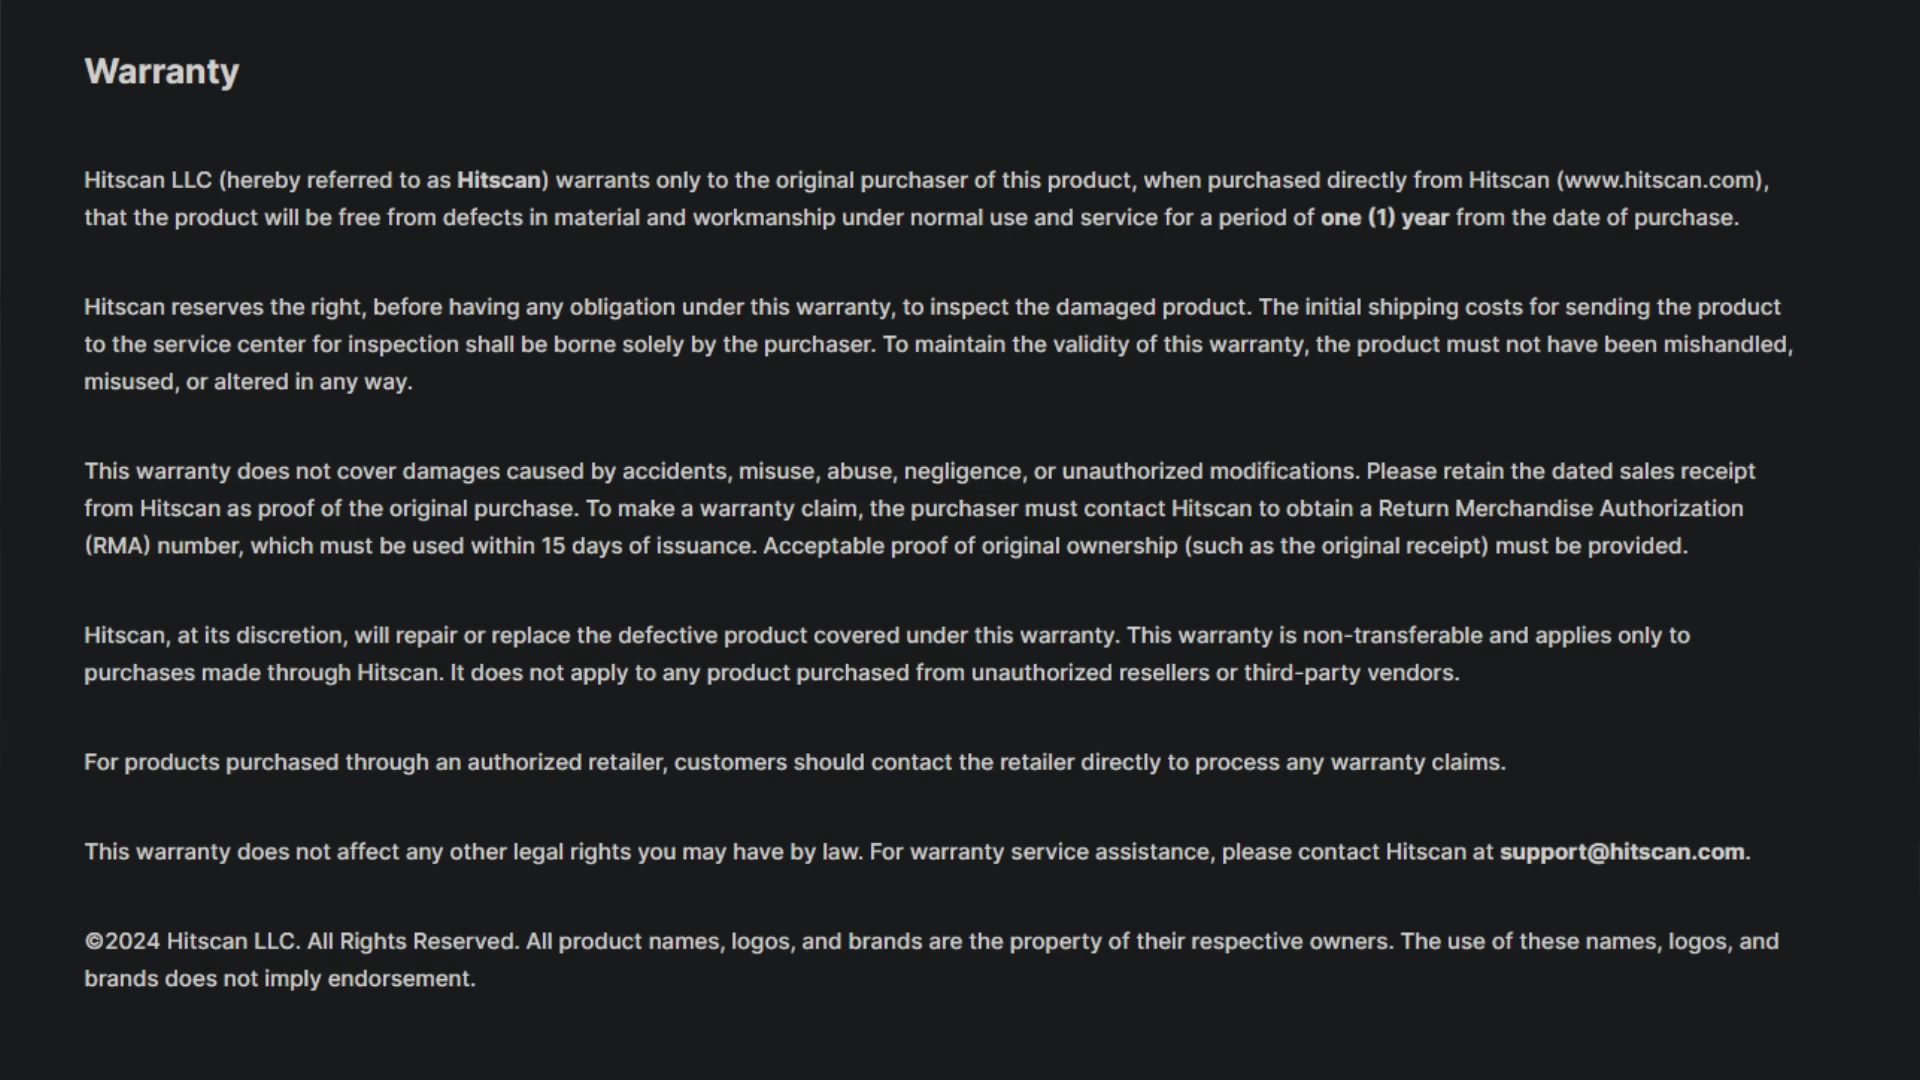 Warranty
Hitscan LLC (hereby referred to as Hitscan) warrants only to the original purchaser of this product, when purchased directly from Hitscan (www.hitscan.com),
that the product will be free from defects in material and workmanship under normal use and service for a period of one (1) year from the date of purchase.
Hitscan reserves the right, before having any obligation under this warranty, to inspect the damaged product. The initial shipping costs for sending the product
to the service center for inspection shall be borne solely by the purchaser. To maintain the validity of this warranty, the product must not have been mishandled,
misused, or altered in any way.
This warranty does not cover damages caused by accidents, misuse, abuse, negligence, or unauthorized modifications. Please retain the dated sales receipt
from Hitscan as proof of the original purchase. To make a warranty claim, the purchaser must contact Hitscan to obtain a Return Merchandise Authorization
(RMA) number, which must be used within 15 days of issuance. Acceptable proof of original ownership (such as the original receipt) must be provided.
Hitscan, at its discretion, will repair or replace the defective product covered under this warranty. This warranty is non-transferable and applies only to
purchases made through Hitscan. It does not apply to any product purchased from unauthorized resellers or third-party vendors.
For products purchased through an authorized retailer, customers should contact the retailer directly to process any warranty claims.
This warranty does not affect any other legal rights you may have by law. For warranty service assistance, please contact Hitscan at support@hitscan.com.
©2024 Hitscan LLC. All Rights Reserved. All product names, logos, and brands are the property of their respective owners. The use of these names, logos, and
brands does not imply endorsement.